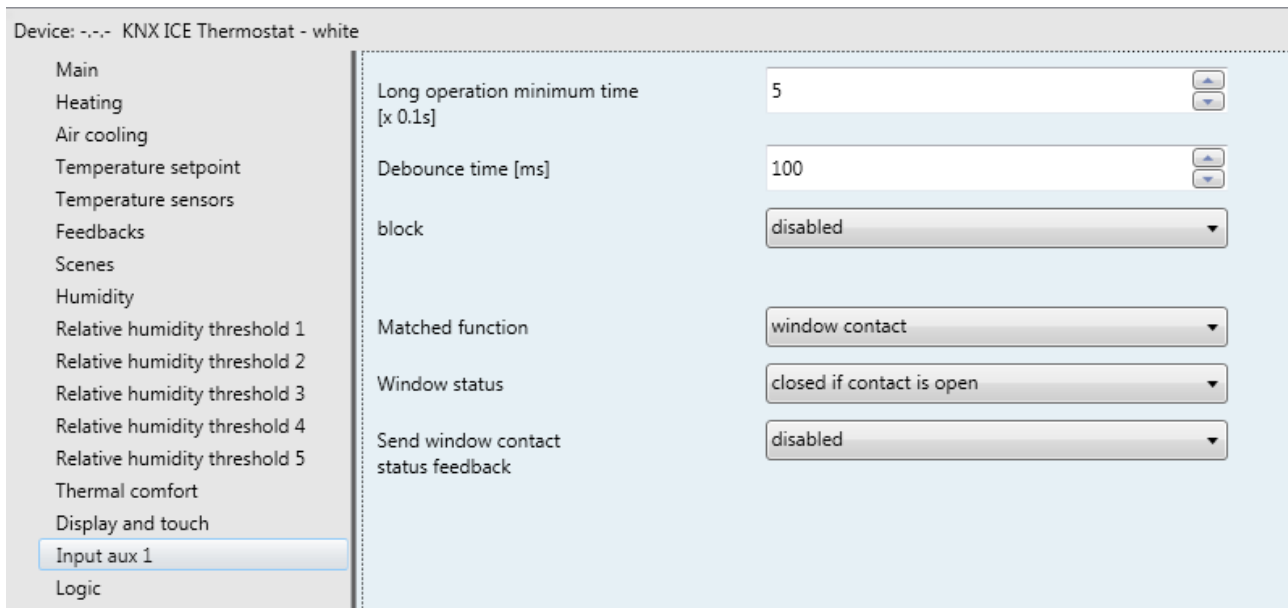 Device: -.-.- KNX ICE Thermostat - white
Main
Heating
Air cooling
Temperature setpoint
Temperature sensors
Feedbacks
Scenes
Humidity
Relative humidity threshold 1
Relative humidity threshold 2
Relative humidity threshold 3
Relative humidity threshold 4
Relative humidity threshold 5
Thermal comfort
Display and touch
Input aux 1
Logic
Long operation minimum time
[x 0.1s]
5
Debounce time [ms]
100
block
disabled
Matched function
window contact
Window status
closed if contact is open
Send window contact
status feedback
disabled